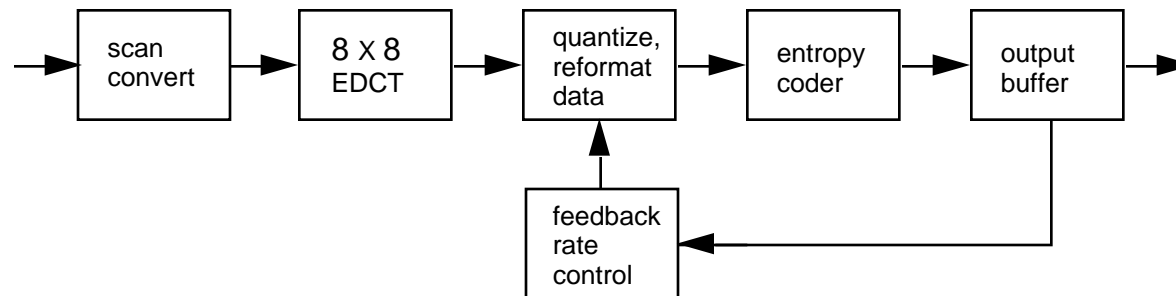 scan
convert
8 X 8
EDCT
quantize,
reformat
data
entropy
coder
output
buffer
feedback
rate
control